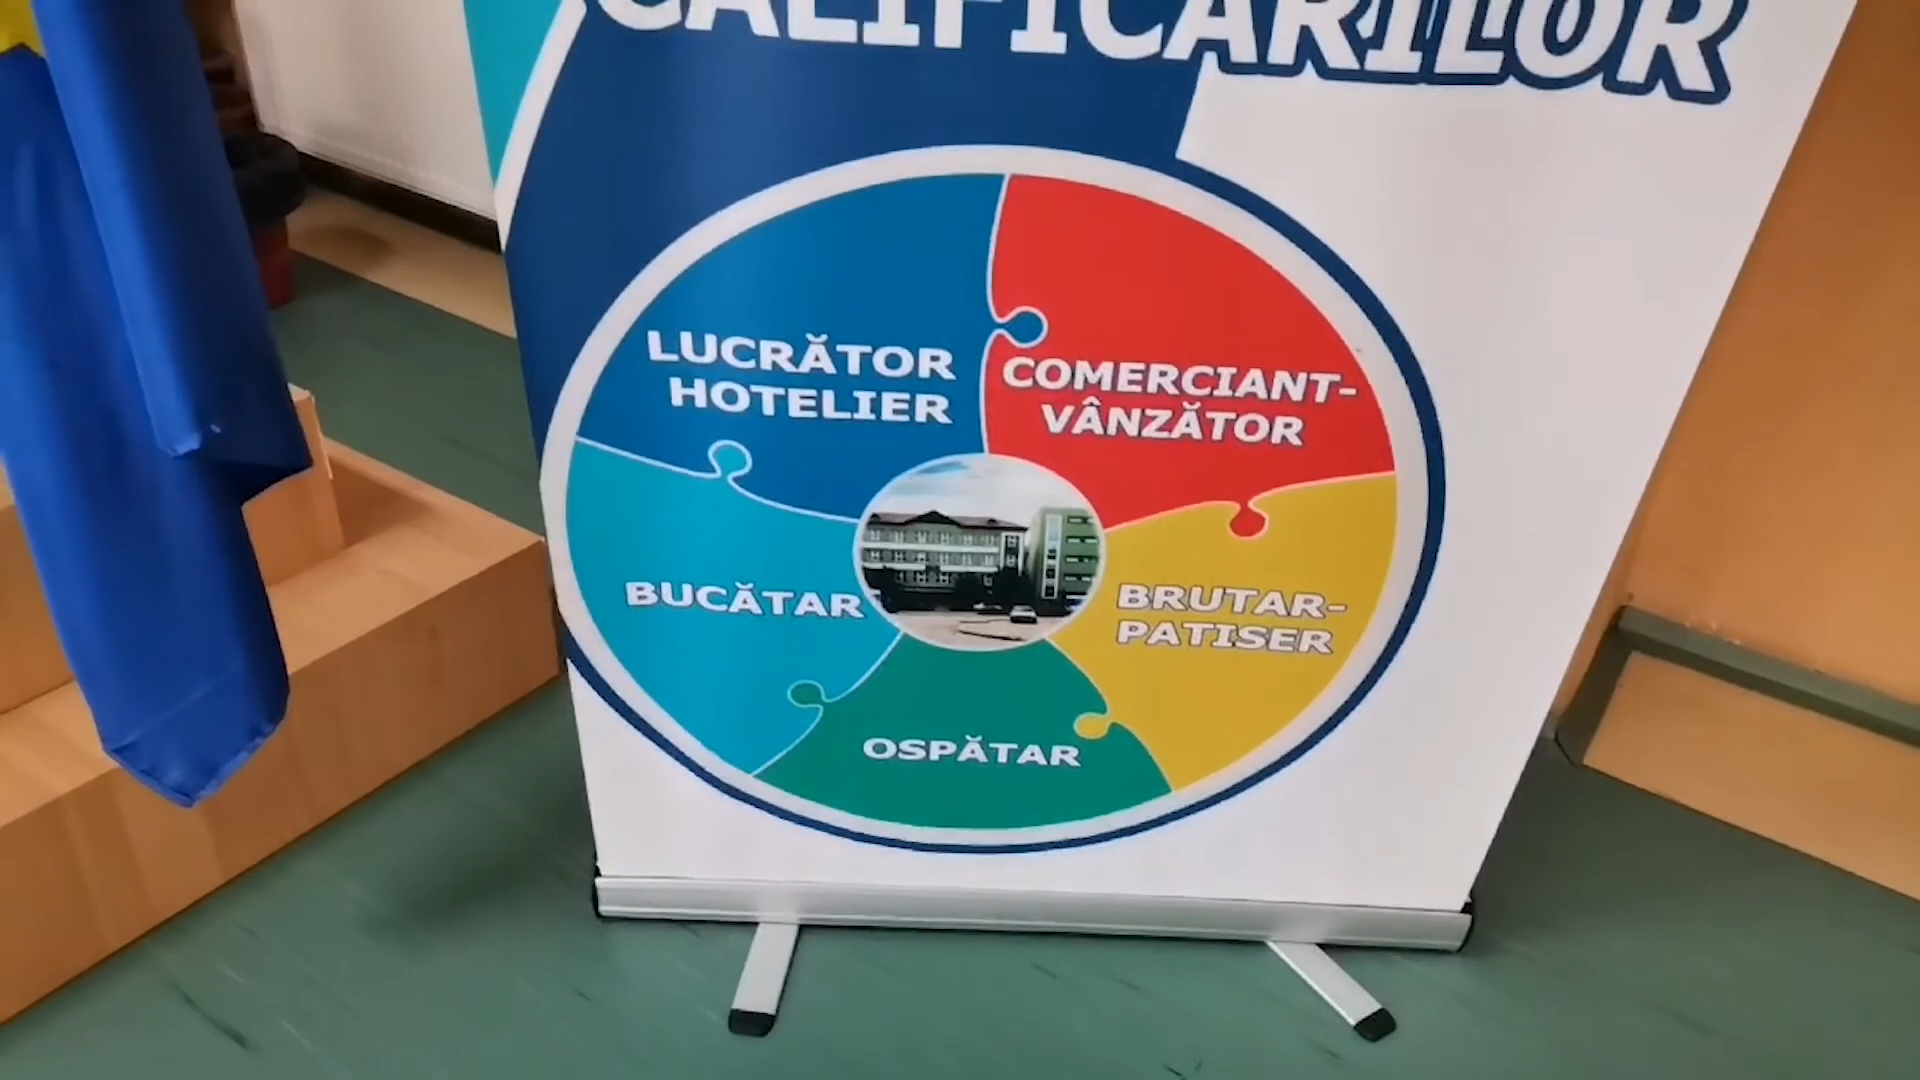 CALIFICĂRILOR
LUCRĂTOR
HOTELIER
COMERCIANT-
VÂNZĂTOR
BUCĂTAR
BRUTAR-
PATISER
OSPĂTAR